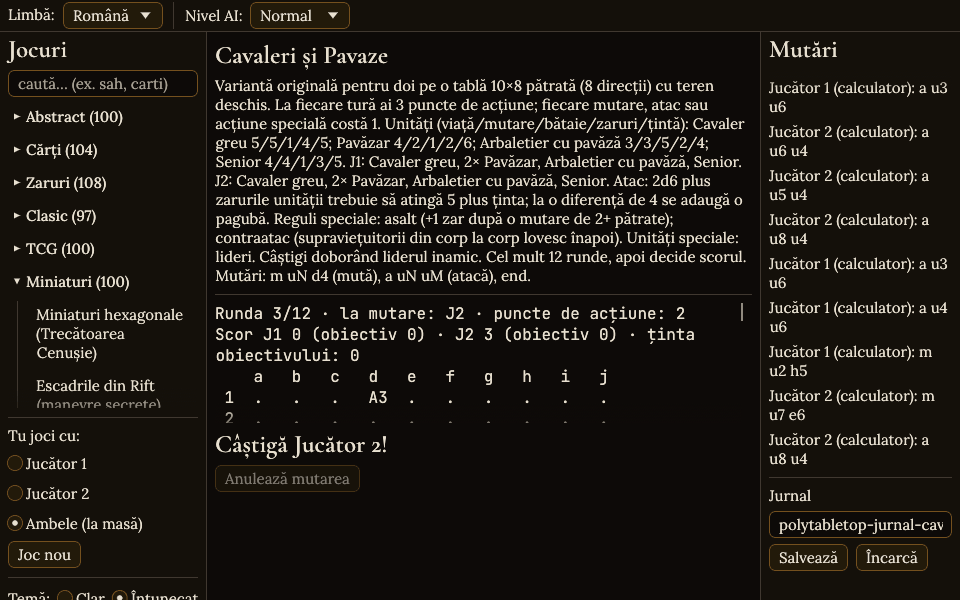 Limbă: Română ▼ Nivel AI: Normal ▼
Jocuri
caută... (ex. sah, carti)
▸ Abstract (100)
▸ Cărți (104)
▸ Zaruri (108)
▸ Clasic (97)
▸ TCG (100)
▾ Miniaturi (100)
Miniaturi hexagonale
(Trecătoarea
Cenușie)
Escadrile din Rift
(manevre secrete)
Tu joci cu:
Jucător 1
Jucător 2
Ambele (la masă)
Joc nou
Temă: Clar Întunecat
Cavaleri și Pavaze
Variantă originală pentru doi pe o tablă 10×8 pătrată (8 direcții) cu teren
deschis. La fiecare tură ai 3 puncte de acțiune; fiecare mutare, atac sau
acțiune specială costă 1. Unități (viață/mutare/bătaie/zaruri/țintă): Cavaler
greu 5/5/1/4/5; Pavăzar 4/2/1/2/6; Arbaletier cu pavăză 3/3/5/2/4;
Senior 4/4/1/3/5. J1: Cavaler greu, 2× Pavăzar, Arbaletier cu pavăză, Senior.
J2: Cavaler greu, 2× Pavăzar, Arbaletier cu pavăză, Senior. Atac: 2d6 plus
zarurile unității trebuie să atingă 5 plus ținta; la o diferență de 4 se adaugă o
pagubă. Reguli speciale: asalt (+1 zar după o mutare de 2+ pătrate);
contraatac (supraviețuitorii din corp la corp lovesc înapoi). Unități speciale:
lideri. Câștigi doborând liderul inamic. Cel mult 12 runde, apoi decide scorul.
Mutări: m uN d4 (mută), a uN uM (atacă), end.
Runda 3/12 · la mutare: J2 · puncte de acțiune: 2
Scor J1 0 (obiectiv 0) · J2 3 (obiectiv 0) · ținta
obiectivului: 0
a b c d e f g h i j
1 . . . A3 . . . . . .
2 . . . . . . . . . .
Câștigă Jucător 2!
Anulează mutarea
Mutări
Jucător 1 (calculator): a u3
u6
Jucător 2 (calculator): a
u6 u4
Jucător 2 (calculator): a
u5 u4
Jucător 2 (calculator): a
u8 u4
Jucător 1 (calculator): a u3
u6
Jucător 1 (calculator): a u4
u6
Jucător 1 (calculator): m
u2 h5
Jucător 2 (calculator): m
u7 e6
Jucător 2 (calculator): a
u8 u4
Jurnal
polytabletop-jurnal-cav
Salvează Încarcă